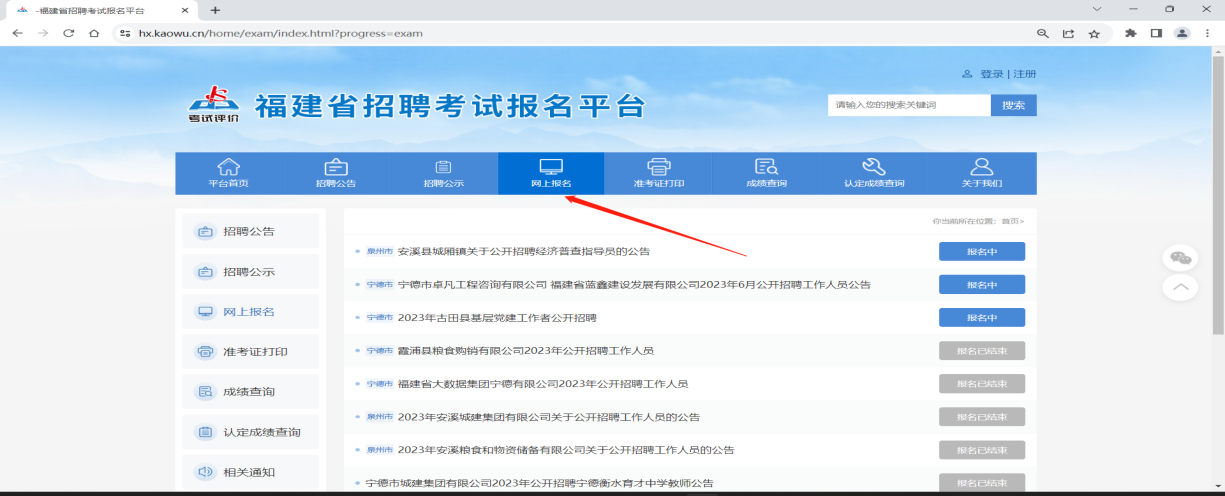 -福建省招聘考试报名平台
hx.kaowu.cn/home/exam/index.html?progress=exam
登录 | 注册
考试评价
福建省招聘考试报名平台
请输入您的搜索关键词
搜索
平台首页
招聘公告
招聘公示
网上报名
准考证打印
成绩查询
认定成绩查询
关于我们
招聘公告
招聘公示
网上报名
准考证打印
成绩查询
认定成绩查询
相关通知
你当前所在位置：首页>
泉州市 安溪县城厢镇关于公开招聘经济普查指导员的公告 报名中
宁德市 宁德市卓凡工程咨询有限公司 福建省蓝鑫建设发展有限公司2023年6月公开招聘工作人员公告 报名中
宁德市 2023年古田县基层党建工作者公开招聘 报名中
宁德市 霞浦县粮食购销有限公司2023年公开招聘工作人员 报名已结束
宁德市 福建省大数据集团宁德有限公司2023年公开招聘工作人员 报名已结束
泉州市 2023年安溪城建集团有限公司关于公开招聘工作人员的公告 报名已结束
泉州市 2023年安溪粮食和物资储备有限公司关于公开招聘工作人员的公告 报名已结束
宁德市城建集团有限公司2023年公开招聘宁德衡水育才中学教师公告 报名已结束